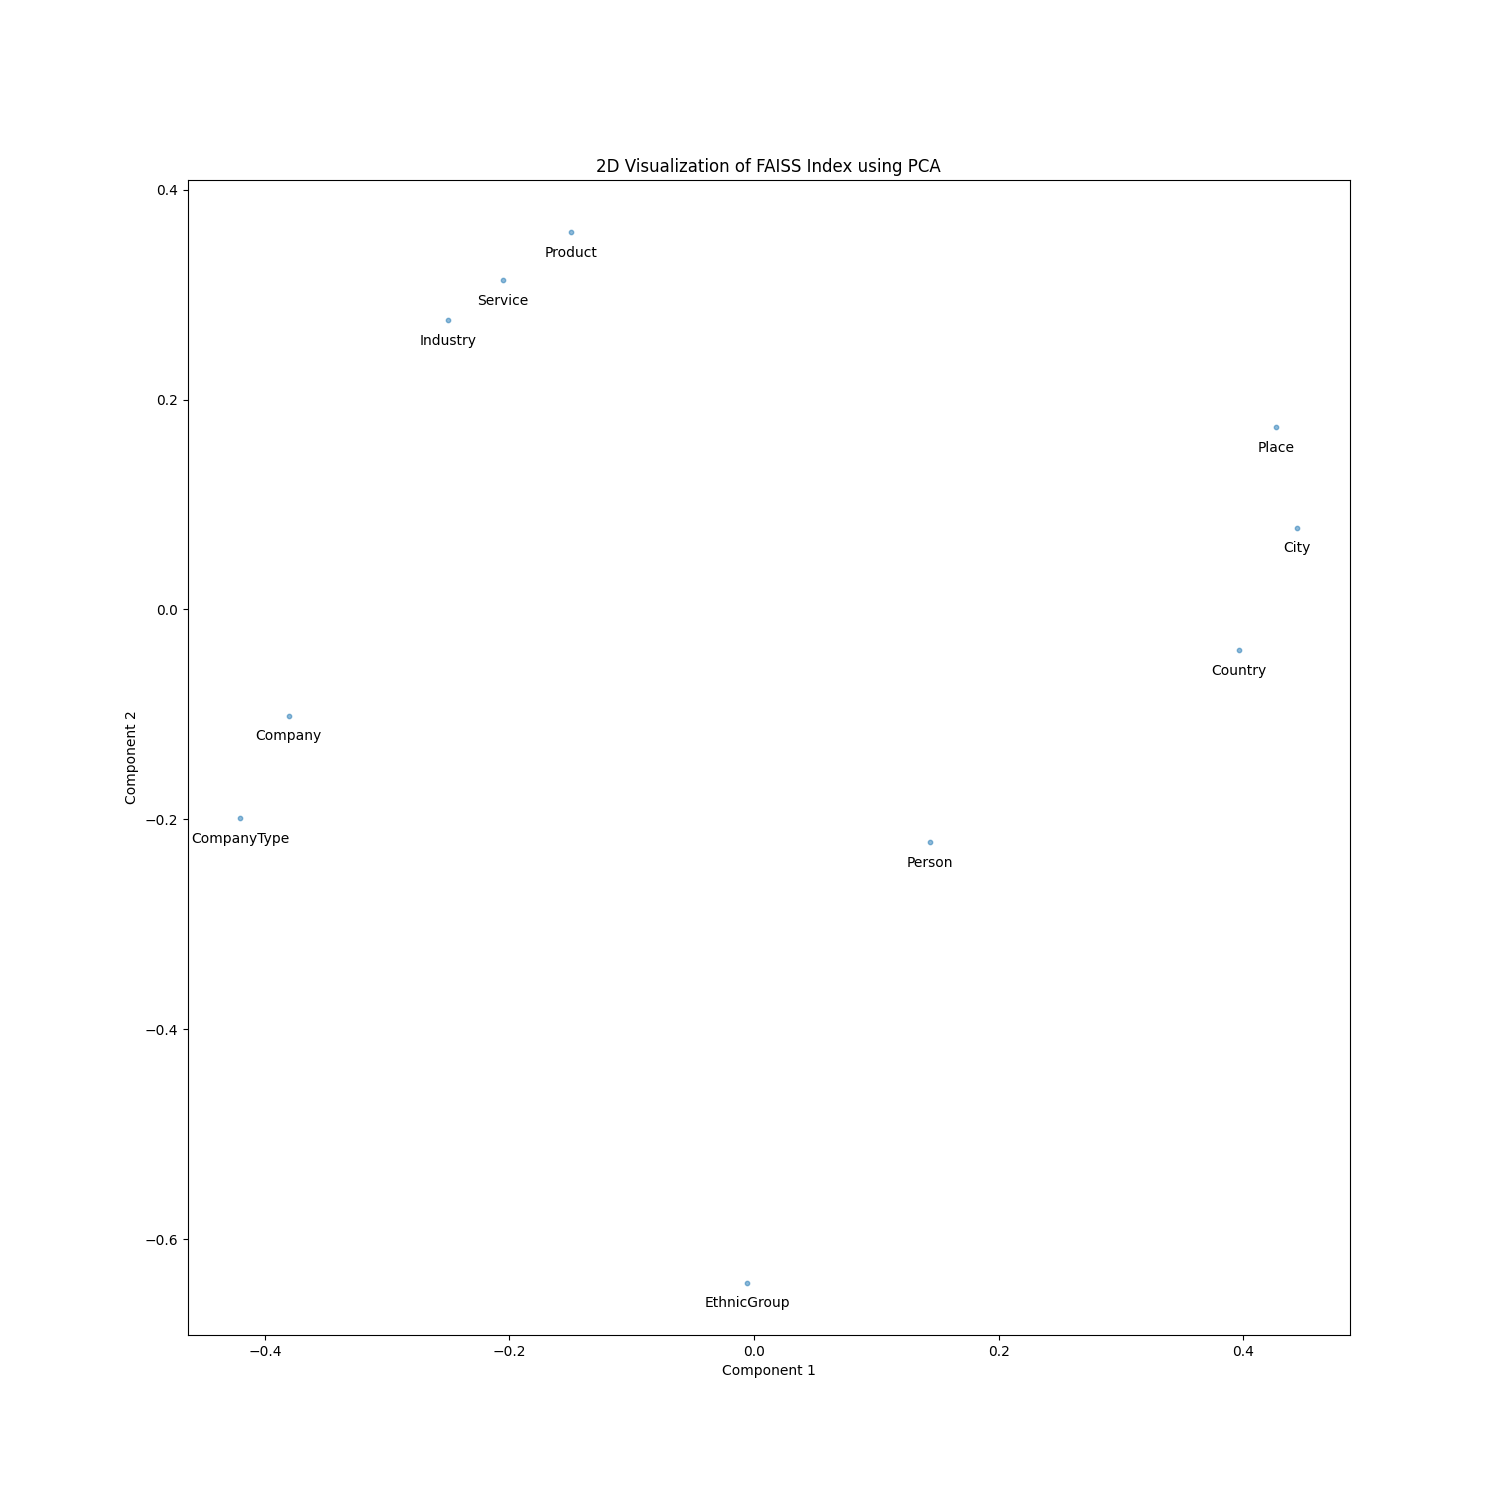 2D Visualization of FAISS Index using PCA
0.4
Product
Service
Industry
0.2
Place
City
0.0
Country
Company
Component 2
−0.2
CompanyType
Person
−0.4
−0.6
EthnicGroup
−0.4 −0.2 0.0 0.2 0.4
Component 1